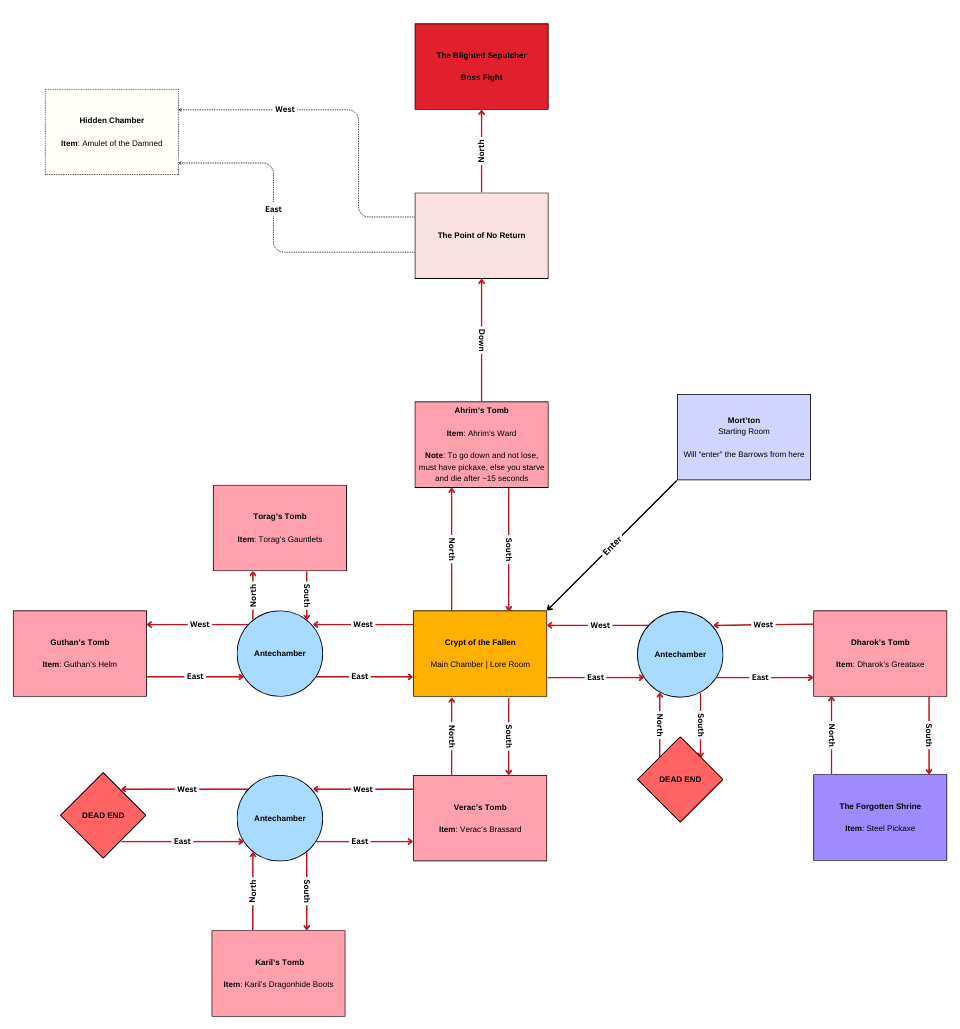 The Blighted Sepulcher
Boss Fight
Hidden Chamber
Item: Amulet of the Damned
West
East
North
The Point of No Return
Down
Ahrim's Tomb
Item: Ahrim's Ward
Note: To go down and not lose,
must have pickaxe, else you starve
and die after ~15 seconds
Mort'ton
Starting Room
Will "enter" the Barrows from here
Enter
North
South
Torag's Tomb
Item: Torag's Gauntlets
North
South
Guthan's Tomb
Item: Guthan's Helm
West
East
Antechamber
West
East
Crypt of the Fallen
Main Chamber | Lore Room
West
East
Antechamber
West
East
Dharok's Tomb
Item: Dharok's Greataxe
North
South
North
South
DEAD END
North
South
The Forgotten Shrine
Item: Steel Pickaxe
DEAD END
West
East
Antechamber
West
East
Verac's Tomb
Item: Verac's Brassard
North
South
Karil's Tomb
Item: Karil's Dragonhide Boots